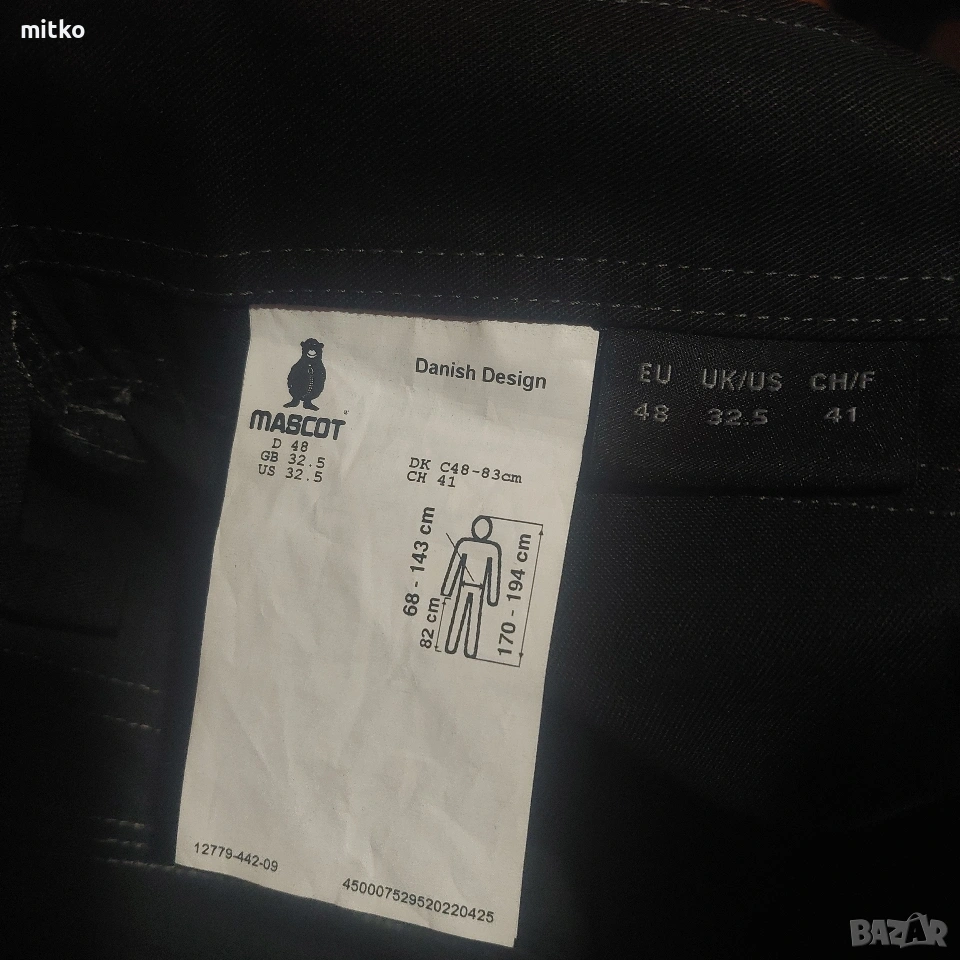 mitko
MASCOT
Danish Design
D 48
GB 32.5
US 32.5
DK C48-83cm
CH 41
68 - 143 cm
82 cm
170 - 194 cm
12779-442-09
450007529520220425
EU UK/US CH/F
48 32.5 41
BAZAR